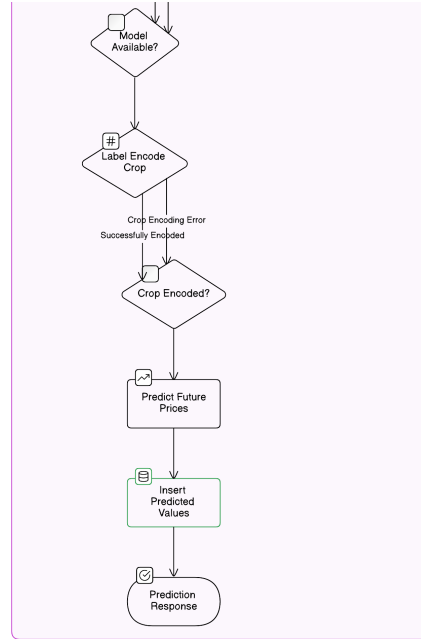 Model
Available?
#
Label Encode
Crop
Crop Encoding Error
Successfully Encoded
Crop Encoded?
Predict Future
Prices
Insert
Predicted
Values
Prediction
Response